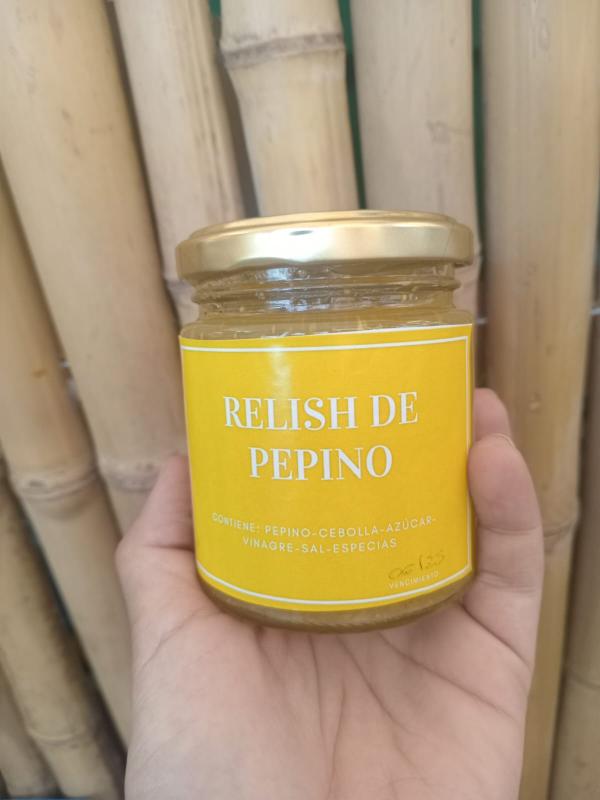 RELISH DE
PEPINO
CONTIENE: PEPINO-CEBOLLA-AZÚCAR-
VINAGRE-SAL-ESPECIAS
VENCIMIENTO